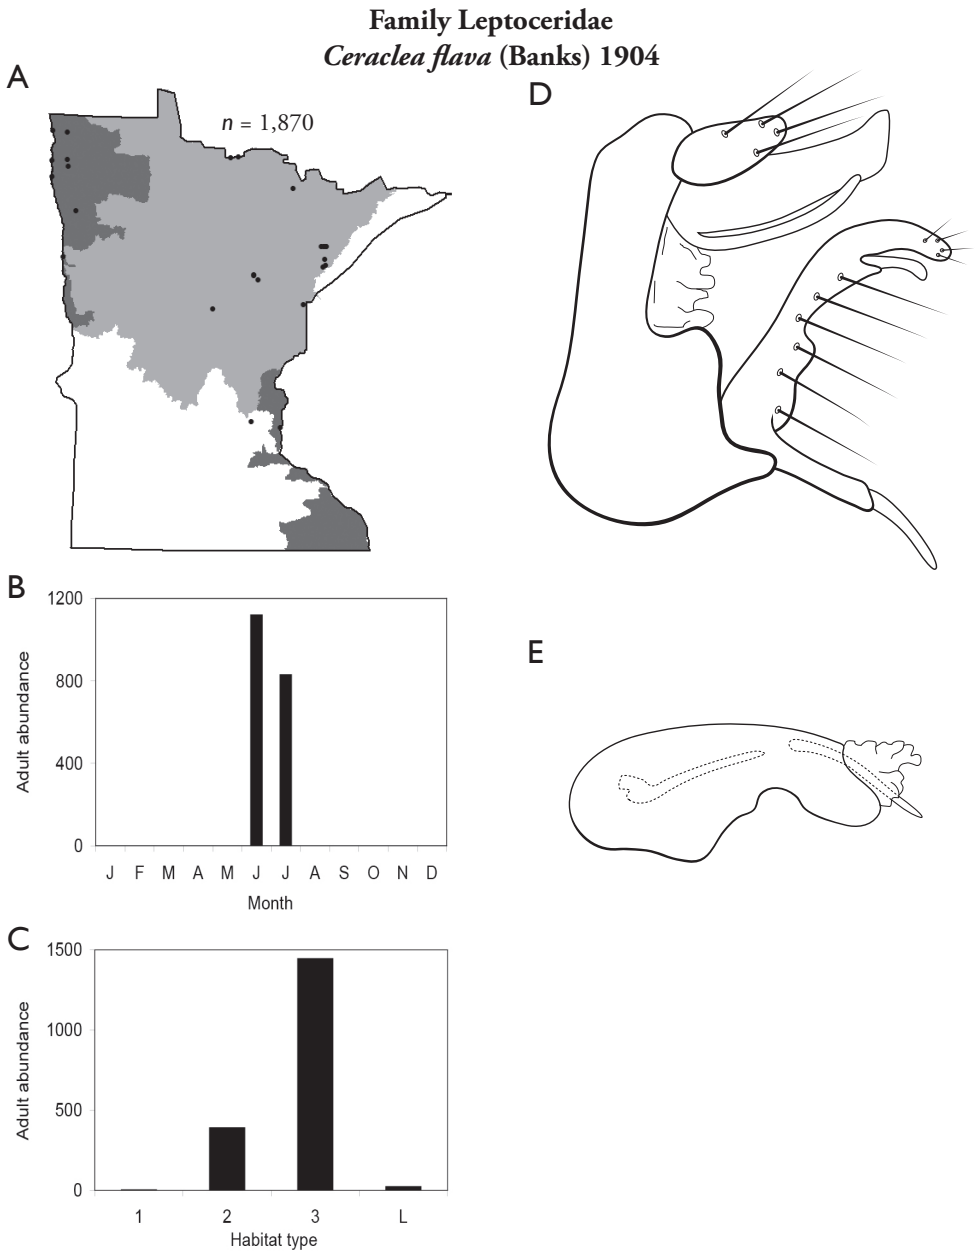 Family Leptoceridae
Ceraclea flava (Banks) 1904
A
n = 1,870
D
B
1200
800
400
0
Adult abundance
J F M A M J J A S O N D
Month
E
C
1500
1000
500
0
Adult abundance
1 2 3 L
Habitat type